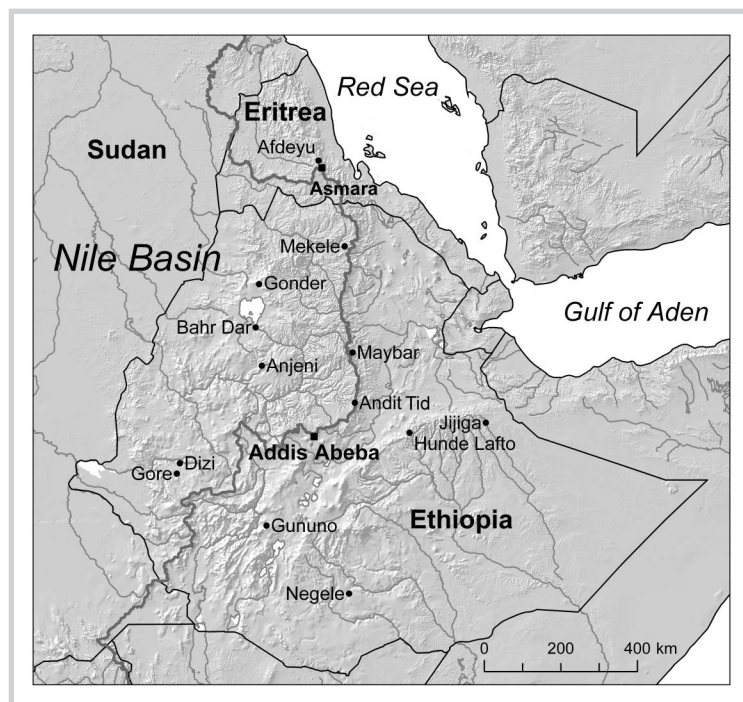 Red Sea
Eritrea
Sudan
Afdeyu
Asmara
Nile Basin
Mekele
Gonder
Gulf of Aden
Bahr Dar
Maybar
Anjeni
Andit Tid
Jijiga
Addis Abeba
Hunde Lafto
Dizi
Gore
Gununo
Ethiopia
Negele
0 200 400 km